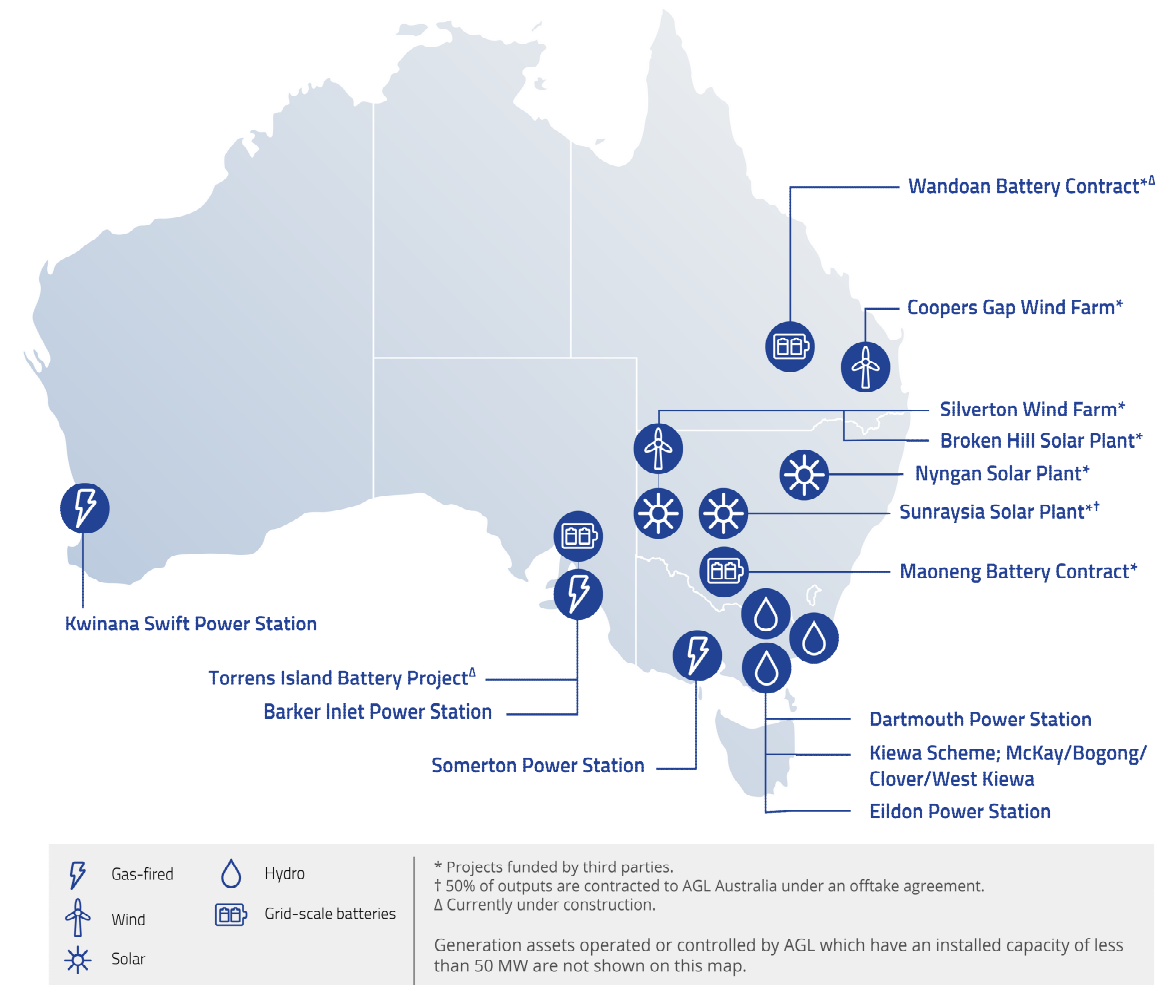 Wandoan Battery Contract*Δ
Coopers Gap Wind Farm*
Silverton Wind Farm*
Broken Hill Solar Plant*
Nyngan Solar Plant*
Sunraysia Solar Plant*†
Maoneng Battery Contract*
Kwinana Swift Power Station
Torrens Island Battery ProjectΔ
Barker Inlet Power Station
Somerton Power Station
Dartmouth Power Station
Kiewa Scheme; McKay/Bogong/
Clover/West Kiewa
Eildon Power Station
Gas-fired
Wind
Solar
Hydro
Grid-scale batteries
* Projects funded by third parties.
† 50% of outputs are contracted to AGL Australia under an offtake agreement.
Δ Currently under construction.
Generation assets operated or controlled by AGL which have an installed capacity of less
than 50 MW are not shown on this map.